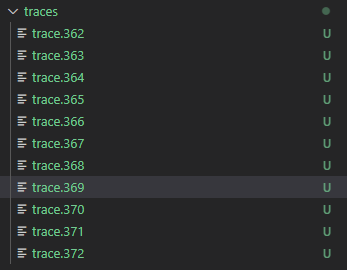 traces
trace.362 U
trace.363 U
trace.364 U
trace.365 U
trace.366 U
trace.367 U
trace.368 U
trace.369 U
trace.370 U
trace.371 U
trace.372 U